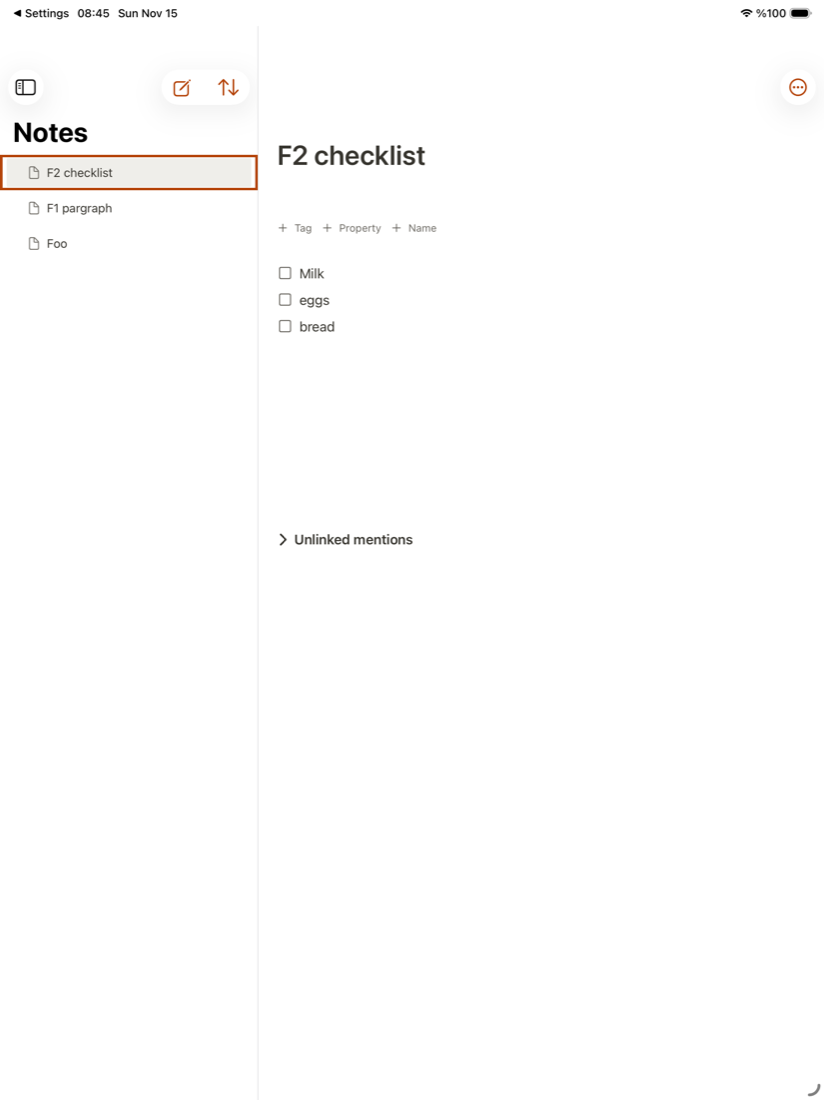 ◀ Settings 08:45 Sun Nov 15 %100
Notes
F2 checklist
F1 pargraph
Foo
F2 checklist
+ Tag + Property + Name
Milk
eggs
bread
Unlinked mentions